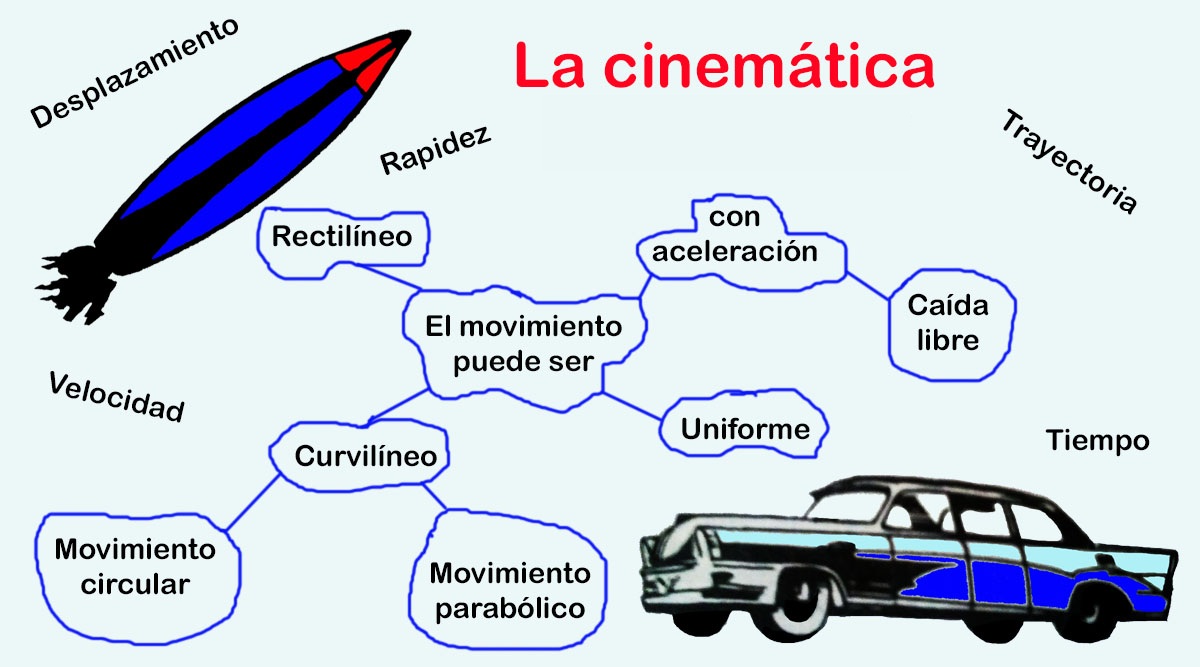 La cinemática
Desplazamiento
Rapidez
Trayectoria
Rectilíneo
con
aceleración
Caída
libre
El movimiento
puede ser
Velocidad
Uniforme
Tiempo
Curvilíneo
Movimiento
circular
Movimiento
parabólico